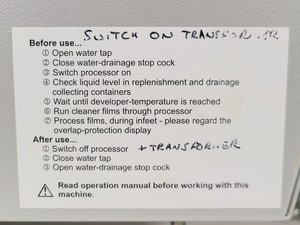 SWITCH ON TRANSFOR..ER
Before use...
① Open water tap
② Close water-drainage stop cock
③ Switch processor on
④ Check liquid level in replenishment and drainage
collecting containers
⑤ Wait until developer-temperature is reached
⑥ Run cleaner films through processor
⑦ Process films, during infeet - please regard the
overlap-protection display
After use...
① Switch off processor + TRANSFOR..ER
② Close water tap
③ Open water-drainage stop cock
Read operation manual before working with this
machine.